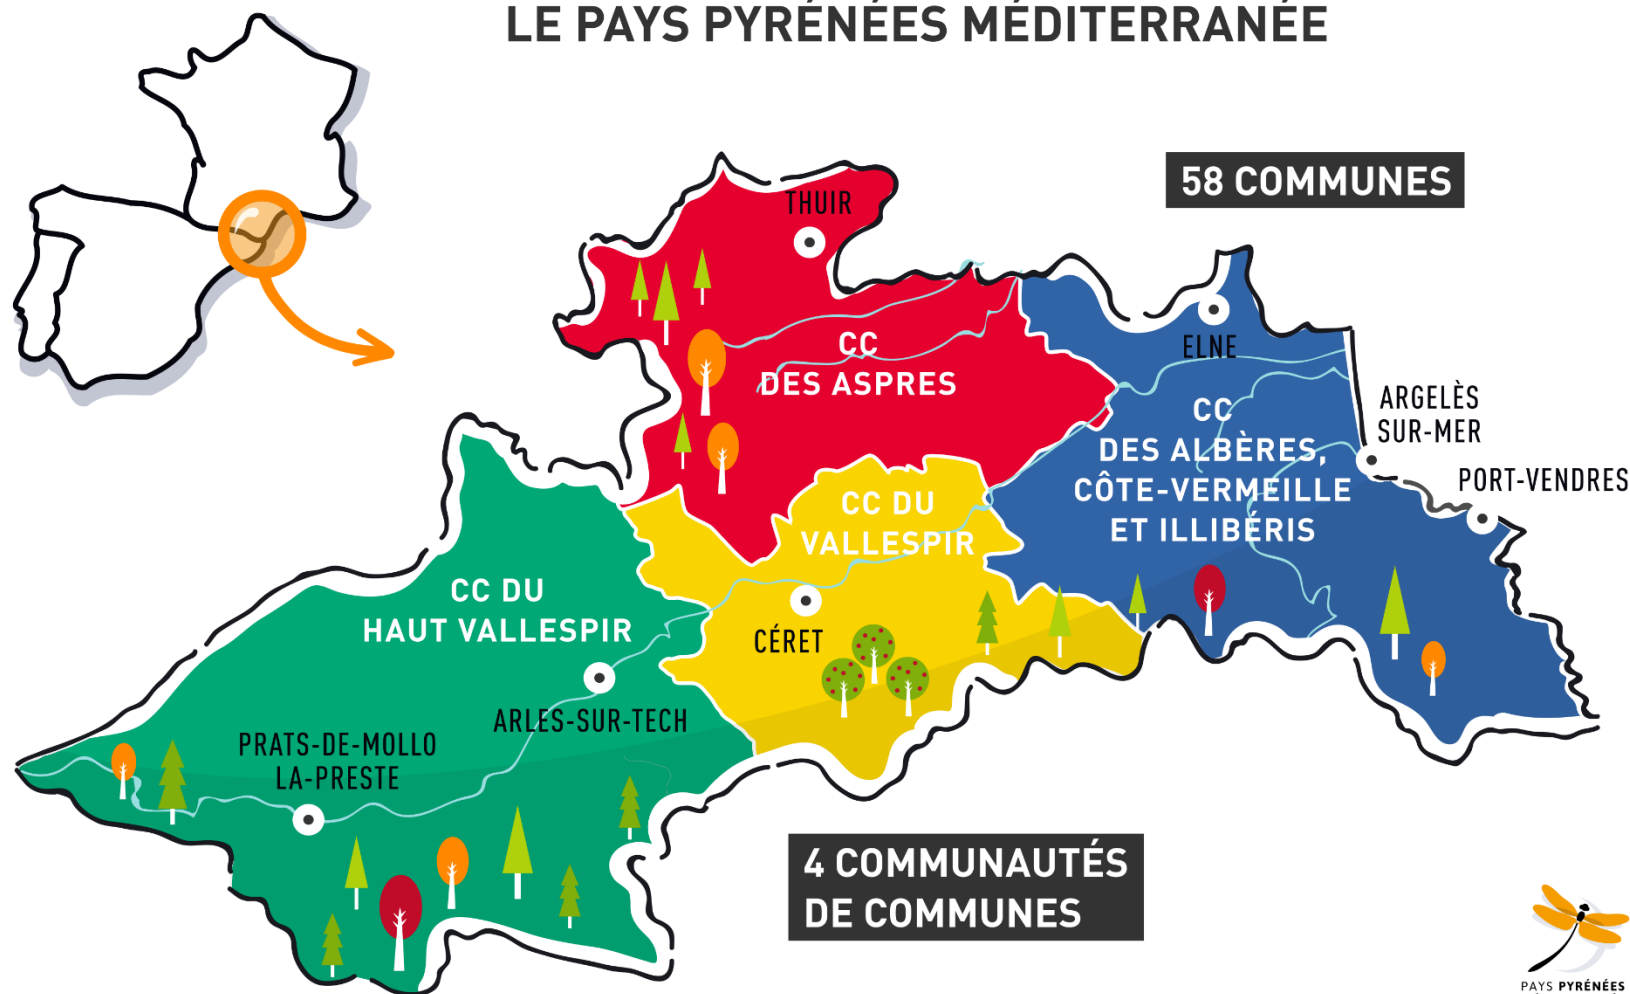 LE PAYS PYRÉNÉES MÉDITERRANÉE
58 COMMUNES
THUIR
CC
DES ASPRES
ELNE
CC
DES ALBÈRES,
CÔTE-VERMEILLE
ET ILLIBÉRIS
ARGELÈS
SUR-MER
PORT-VENDRES
CC DU
VALLESPIR
CÉRET
CC DU
HAUT VALLESPIR
ARLES-SUR-TECH
PRATS-DE-MOLLO
LA-PRESTE
4 COMMUNAUTÉS
DE COMMUNES
PAYS PYRÉNÉES